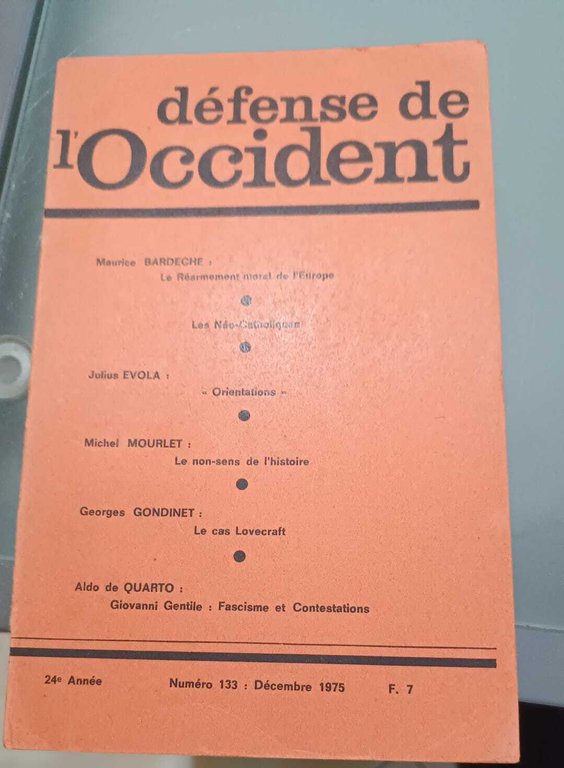 défense de
l'Occident
Maurice BARDECHE :
Le Réarmement moral de l'Europe
Les Néo-Catholiques
Julius EVOLA :
« Orientations »
Michel MOURLET :
Le non-sens de l'histoire
Georges GONDINET :
Le cas Lovecraft
Aldo de QUARTO :
Giovanni Gentile : Fascisme et Contestations
24e Année Numéro 133 : Décembre 1975 F. 7